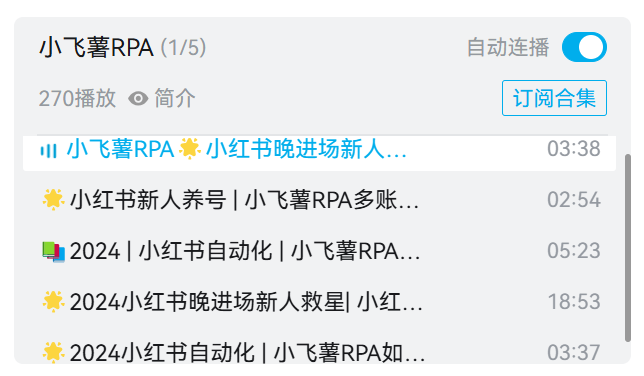 小飞薯RPA (1/5) 自动连播
270播放 简介 订阅合集
小飞薯RPA🌟小红书晚进场新人... 03:38
🌟小红书新人养号 | 小飞薯RPA多账... 02:54
2024 | 小红书自动化 | 小飞薯RPA... 05:23
🌟2024小红书晚进场新人救星| 小红... 18:53
🌟2024小红书自动化 | 小飞薯RPA如... 03:37